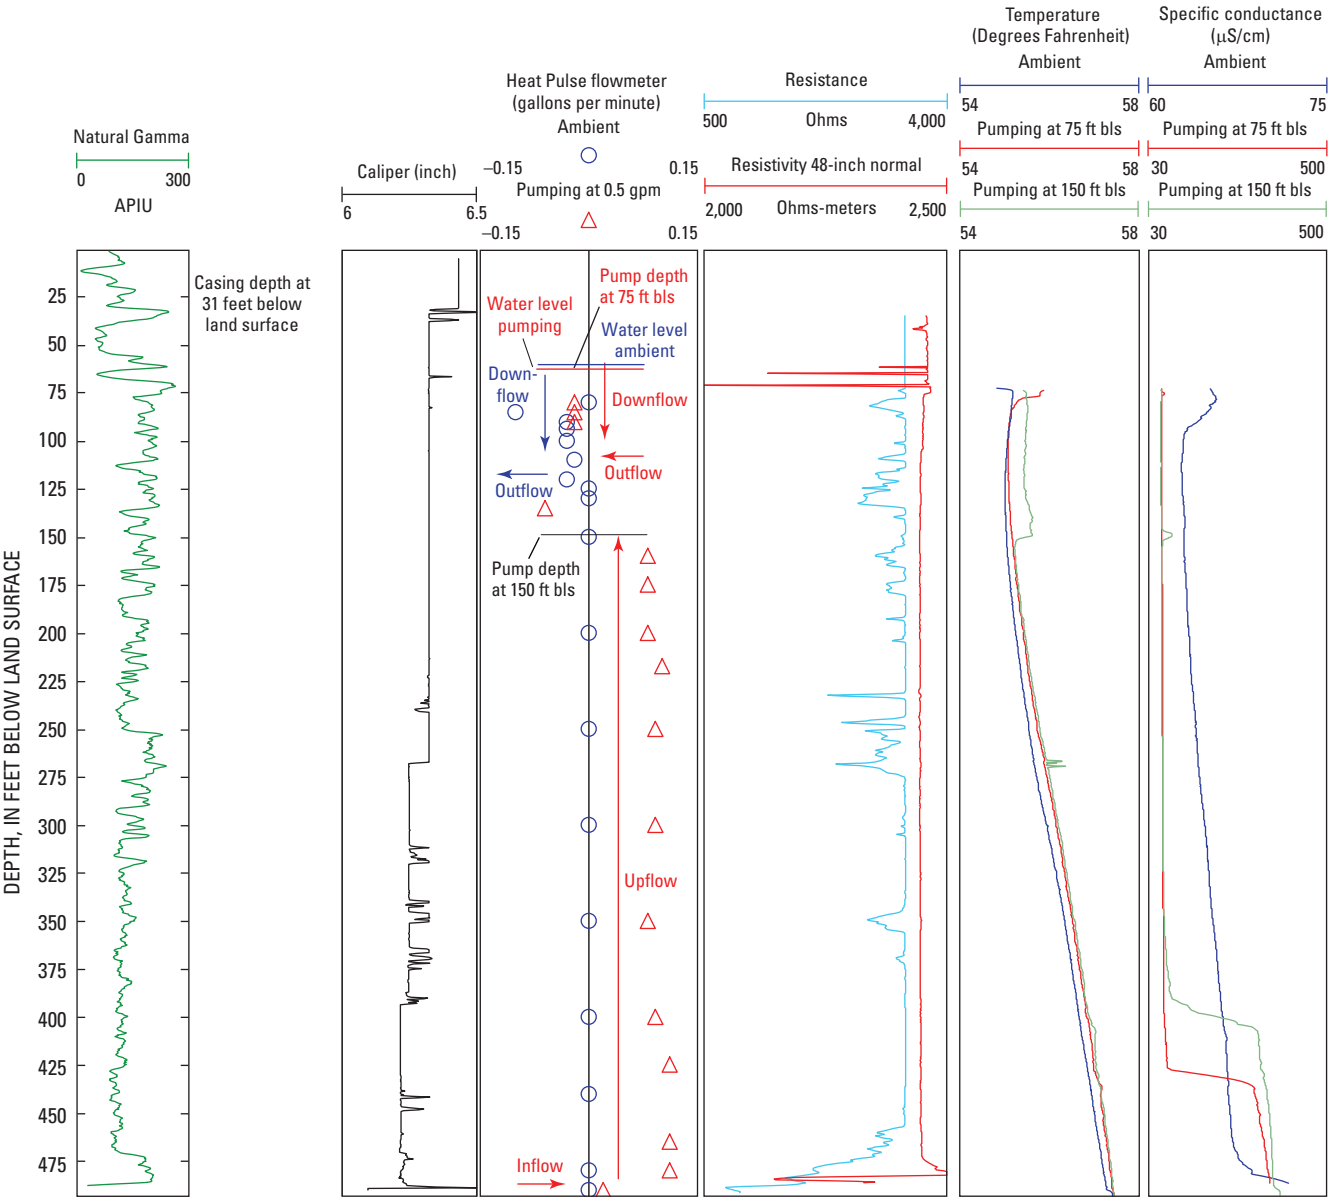 Temperature
(Degrees Fahrenheit)
Ambient
54 58
Pumping at 75 ft bls
54 58
Pumping at 150 ft bls
54 58
Specific conductance
(µS/cm)
Ambient
60 75
Pumping at 75 ft bls
30 500
Pumping at 150 ft bls
30 500
Heat Pulse flowmeter
(gallons per minute)
Ambient
–0.15 0.15
Pumping at 0.5 gpm
–0.15 0.15
Resistance
500 Ohms 4,000
Resistivity 48-inch normal
2,000 Ohms-meters 2,500
Natural Gamma
0 300
APIU
Caliper (inch)
6 6.5
Casing depth at
31 feet below
land surface
Pump depth
at 75 ft bls
Water level
pumping
Water level
ambient
Down-
flow
Downflow
Outflow
Outflow
Pump depth
at 150 ft bls
Upflow
Inflow
DEPTH, IN FEET BELOW LAND SURFACE
25
50
75
100
125
150
175
200
225
250
275
300
325
350
375
400
425
450
475